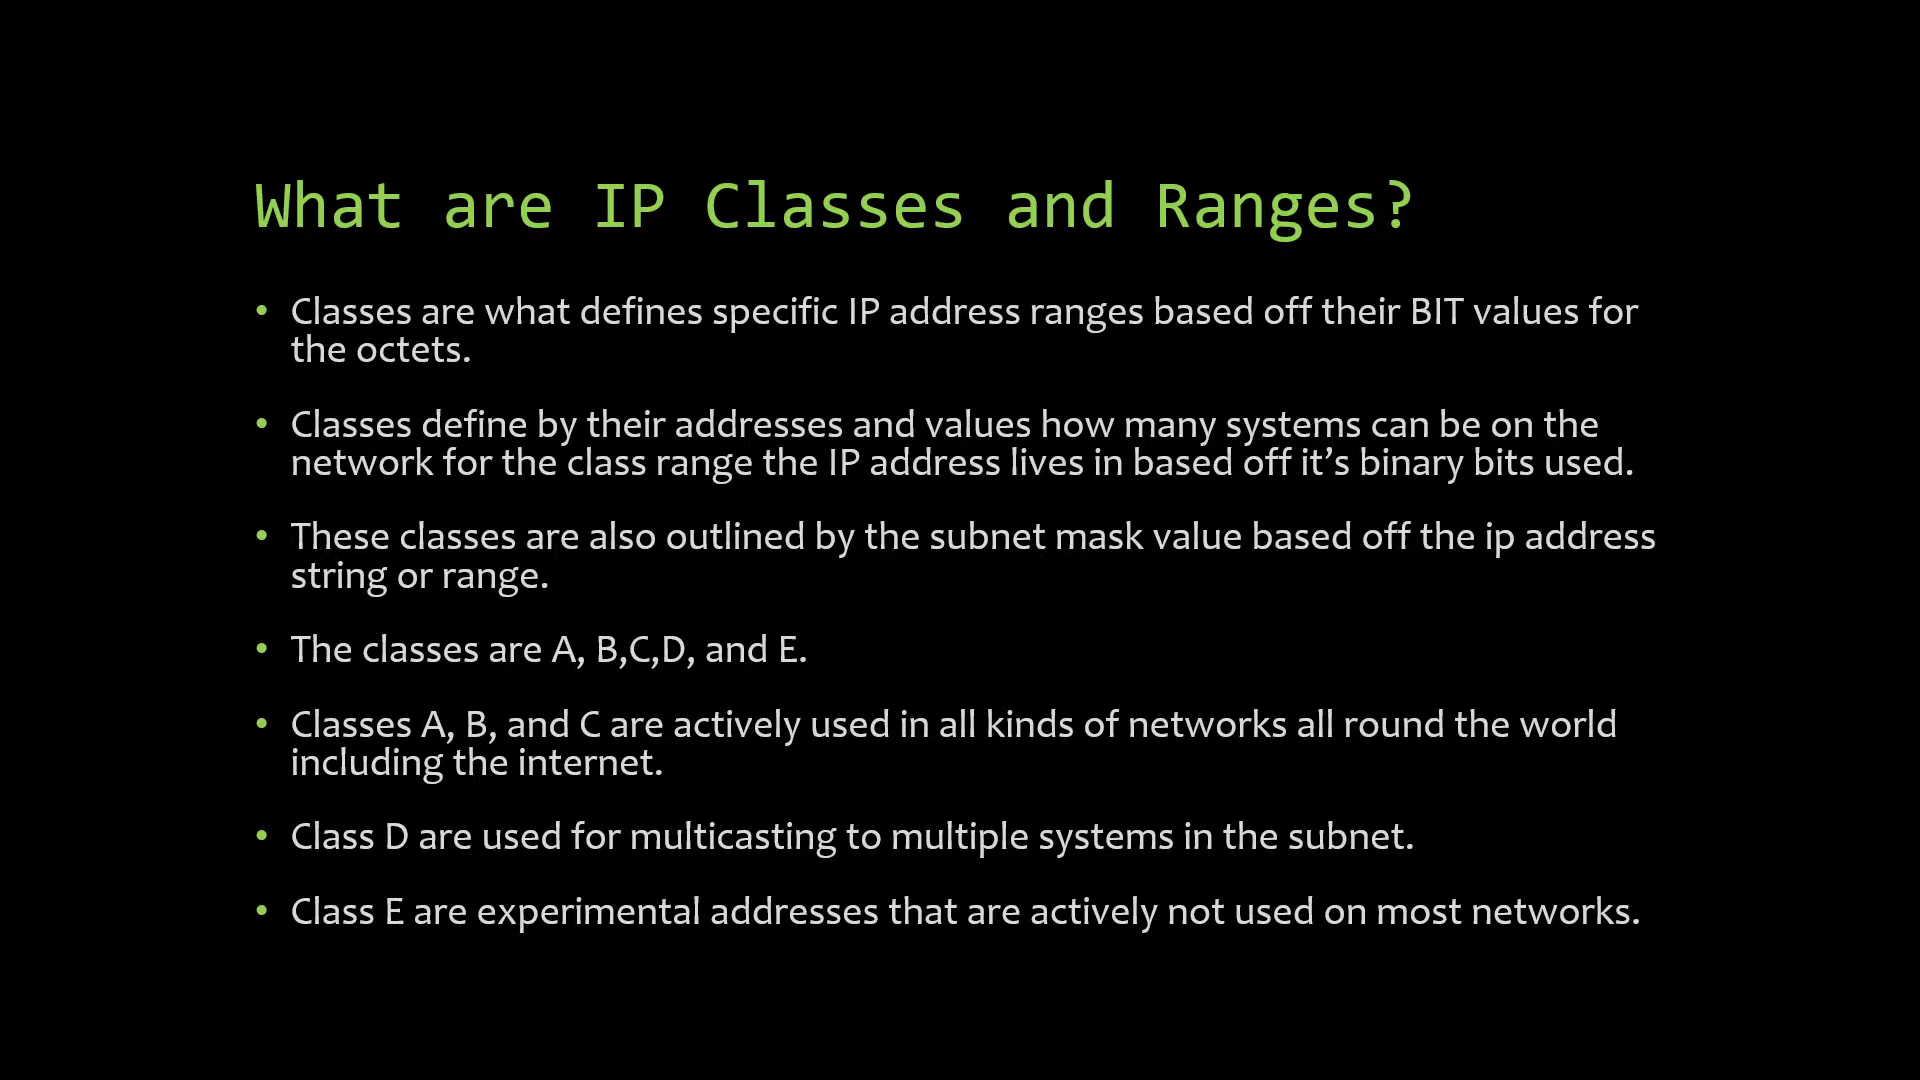 What are IP Classes and Ranges?
• Classes are what defines specific IP address ranges based off their BIT values for
the octets.
• Classes define by their addresses and values how many systems can be on the
network for the class range the IP address lives in based off it’s binary bits used.
• These classes are also outlined by the subnet mask value based off the ip address
string or range.
• The classes are A, B,C,D, and E.
• Classes A, B, and C are actively used in all kinds of networks all round the world
including the internet.
• Class D are used for multicasting to multiple systems in the subnet.
• Class E are experimental addresses that are actively not used on most networks.